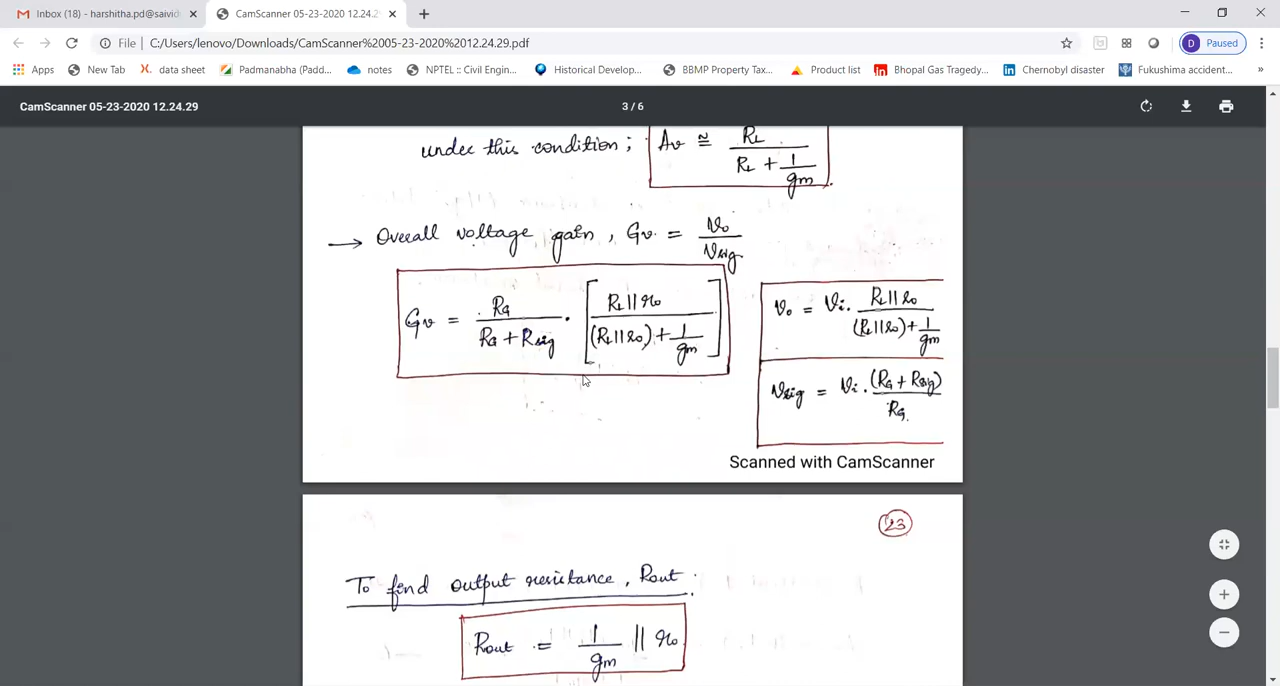 Inbox (18) - harshitha.pd@saivid
CamScanner 05-23-2020 12.24.2
File | C:/Users/lenovo/Downloads/CamScanner%2005-23-2020%2012.24.29.pdf
D Paused
Apps New Tab data sheet Padmanabha (Padd... notes NPTEL :: Civil Engin... Historical Develop... BBMP Property Tax... Product list Bhopal Gas Tragedy... Chernobyl disaster Fukushima accident... »
CamScanner 05-23-2020 12.24.29
3 / 6
under this condition ; Av ≅ RL / (RL + 1/gm)
→ Overall voltage gain, Gv = Vo / Vsig
Gv = RG / (RG + Rsig) · [ RL || ro / ((RL || ro) + 1/gm) ]
Vo = Vi · RL || ro / ((RL || ro) + 1/gm)
Vsig = Vi · (RG + Rsig) / RG
Scanned with CamScanner
23
To find output resistance, Rout :
Rout = 1/gm || ro